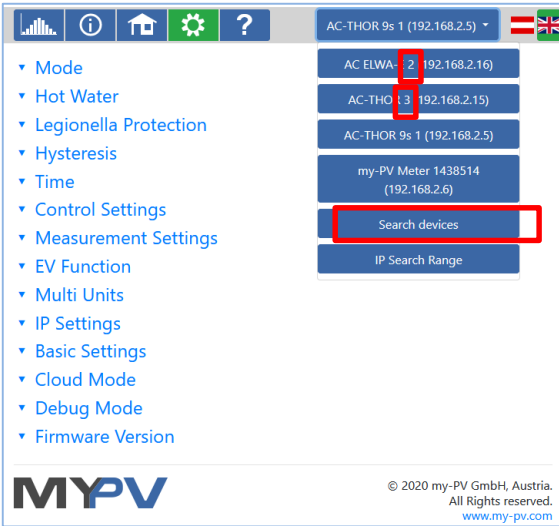 ?
AC-THOR 9s 1 (192.168.2.5)
Mode
Hot Water
Legionella Protection
Hysteresis
Time
Control Settings
Measurement Settings
EV Function
Multi Units
IP Settings
Basic Settings
Cloud Mode
Debug Mode
Firmware Version
AC ELWA-E 2 (192.168.2.16)
AC-THOR 3 (192.168.2.15)
AC-THOR 9s 1 (192.168.2.5)
my-PV Meter 1438514
(192.168.2.6)
Search devices
IP Search Range
MYPV
© 2020 my-PV GmbH, Austria.
All Rights reserved.
www.my-pv.com